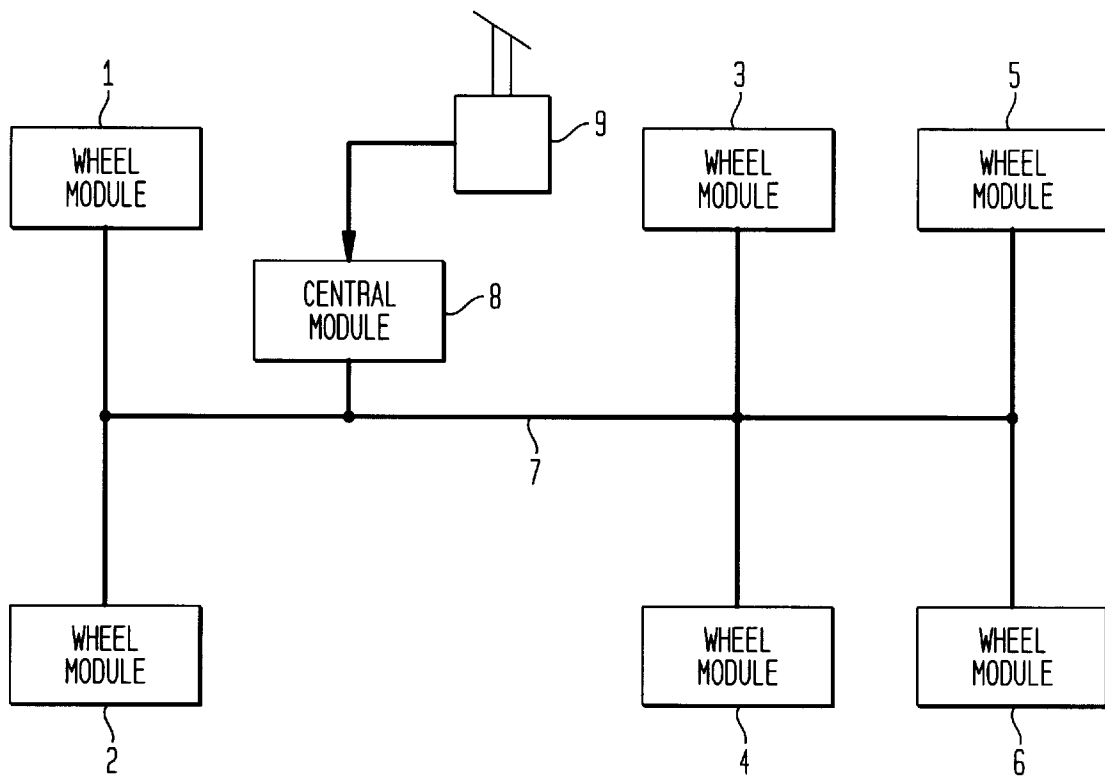 1
3
5
9
WHEEL
MODULE
WHEEL
MODULE
WHEEL
MODULE
CENTRAL
MODULE
8
7
WHEEL
MODULE
WHEEL
MODULE
WHEEL
MODULE
2
4
6